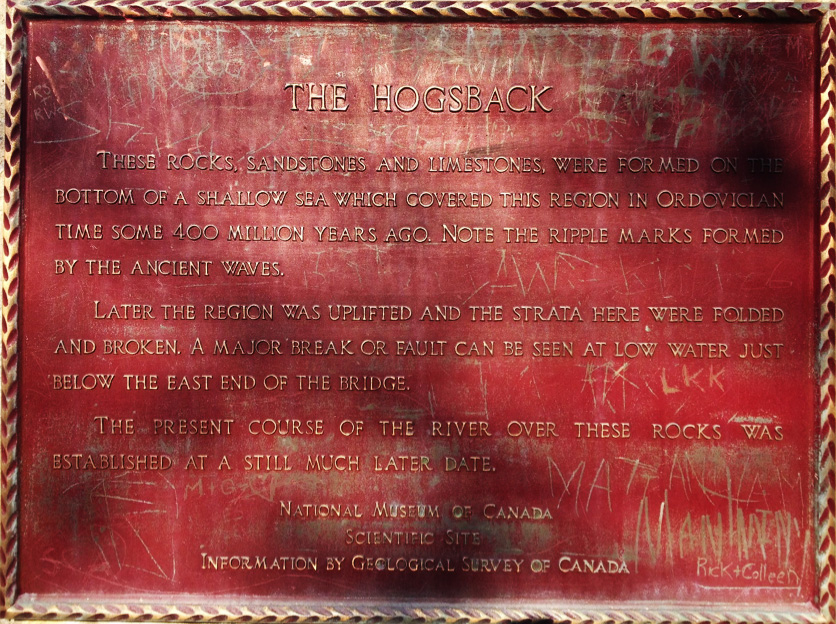 THE HOGSBACK
THESE ROCKS, SANDSTONES AND LIMESTONES, WERE FORMED ON THE
BOTTOM OF A SHALLOW SEA WHICH COVERED THIS REGION IN ORDOVICIAN
TIME SOME 400 MILLION YEARS AGO. NOTE THE RIPPLE MARKS FORMED
BY THE ANCIENT WAVES.
LATER THE REGION WAS UPLIFTED AND THE STRATA HERE WERE FOLDED
AND BROKEN. A MAJOR BREAK OR FAULT CAN BE SEEN AT LOW WATER JUST
BELOW THE EAST END OF THE BRIDGE.
LKK
THE PRESENT COURSE OF THE RIVER OVER THESE ROCKS WAS
ESTABLISHED AT A STILL MUCH LATER DATE.
NATIONAL MUSEUM OF CANADA
SCIENTIFIC SITE
INFORMATION BY GEOLOGICAL SURVEY OF CANADA
Rick + Colleen